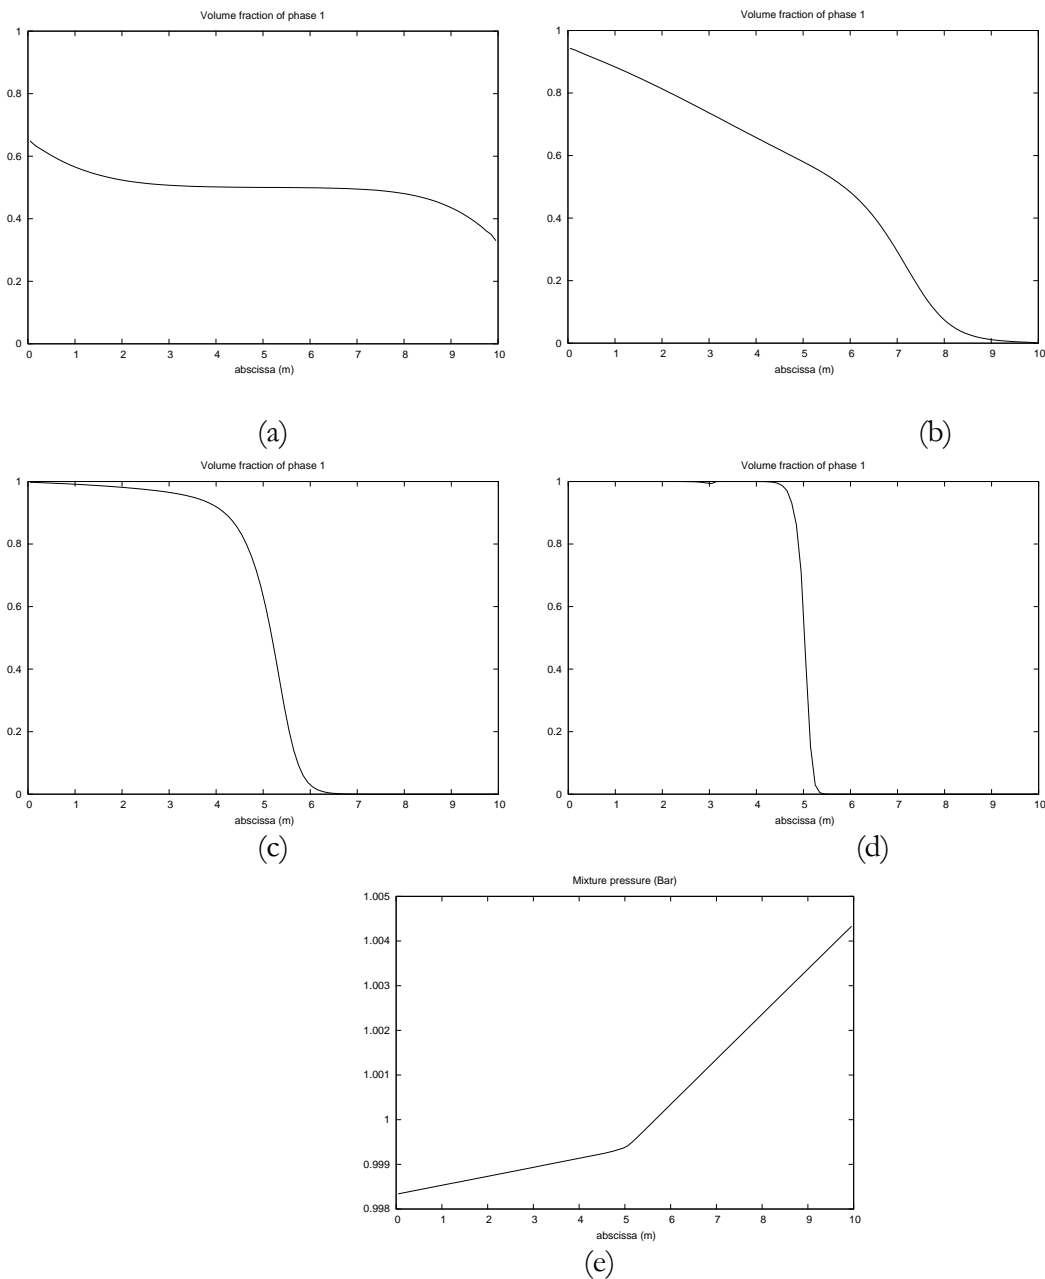 Volume fraction of phase 1
1
0.8
0.6
0.4
0.2
0
0 1 2 3 4 5 6 7 8 9 10
abscissa (m)
(a)
Volume fraction of phase 1
1
0.8
0.6
0.4
0.2
0
0 1 2 3 4 5 6 7 8 9 10
abscissa (m)
(b)
Volume fraction of phase 1
1
0.8
0.6
0.4
0.2
0
0 1 2 3 4 5 6 7 8 9 10
abscissa (m)
(c)
Volume fraction of phase 1
1
0.8
0.6
0.4
0.2
0
0 1 2 3 4 5 6 7 8 9 10
abscissa (m)
(d)
Mixture pressure (Bar)
1.005
1.004
1.003
1.002
1.001
1
0.999
0.998
0 1 2 3 4 5 6 7 8 9 10
abscissa (m)
(e)